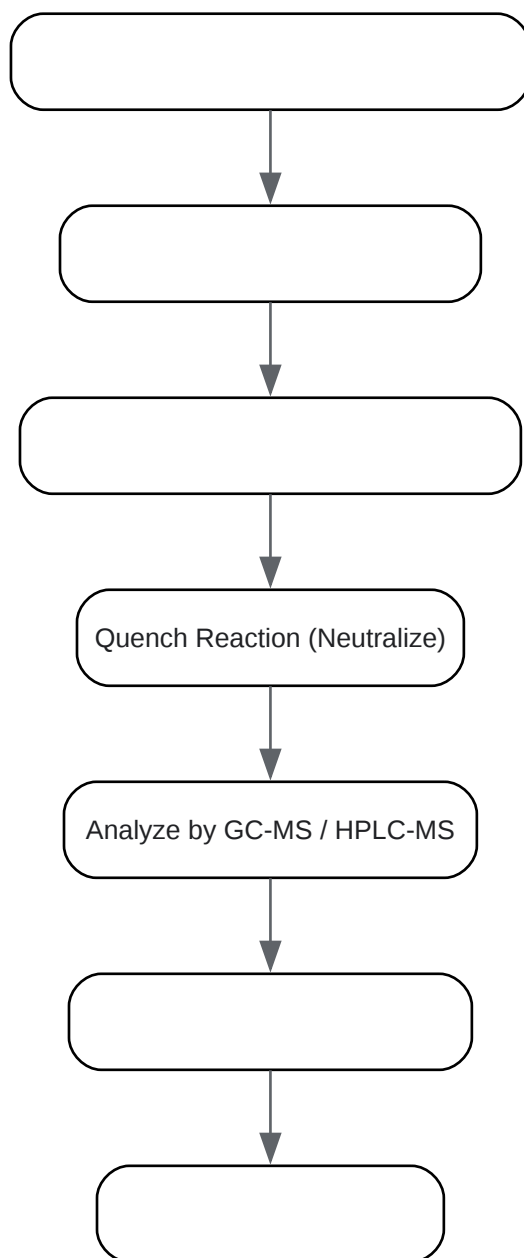 Quench Reaction (Neutralize)
Analyze by GC-MS / HPLC-MS